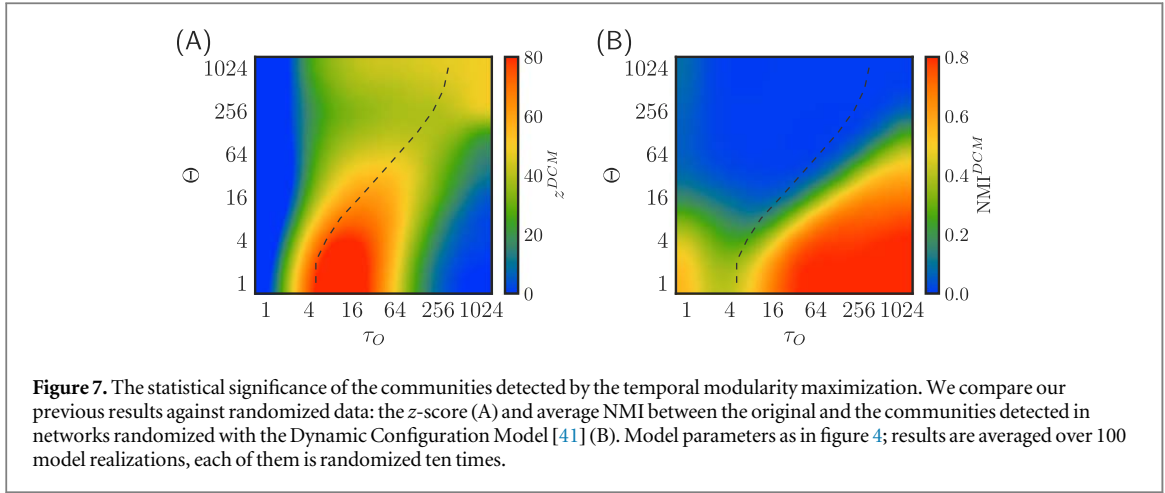 (A)
(B)
1024
256
64
16
4
1
Θ
1 4 16 64 256 1024
τ_O
80
60
40
20
0
z^{DCM}
1024
256
64
16
4
1
Θ
1 4 16 64 256 1024
τ_O
0.8
0.6
0.4
0.2
0.0
NMI^{DCM}
Figure 7. The statistical significance of the communities detected by the temporal modularity maximization. We compare our
previous results against randomized data: the z-score (A) and average NMI between the original and the communities detected in
networks randomized with the Dynamic Configuration Model [41] (B). Model parameters as in figure 4; results are averaged over 100
model realizations, each of them is randomized ten times.